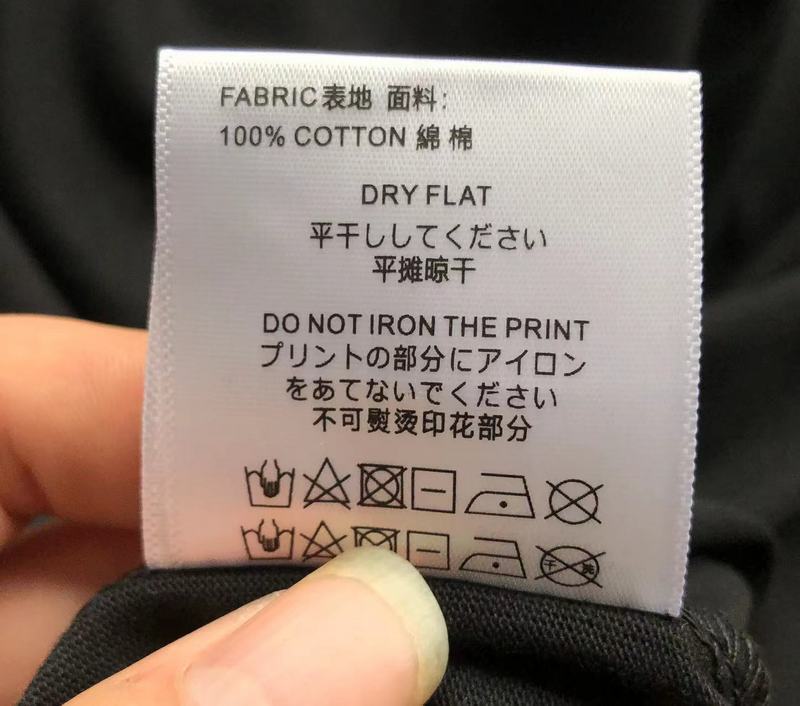 FABRIC表地 面料:
100% COTTON 綿 棉
DRY FLAT
平干ししてください
平摊晾干
DO NOT IRON THE PRINT
プリントの部分にアイロン
をあてないでください
不可熨烫印花部分
干 洗